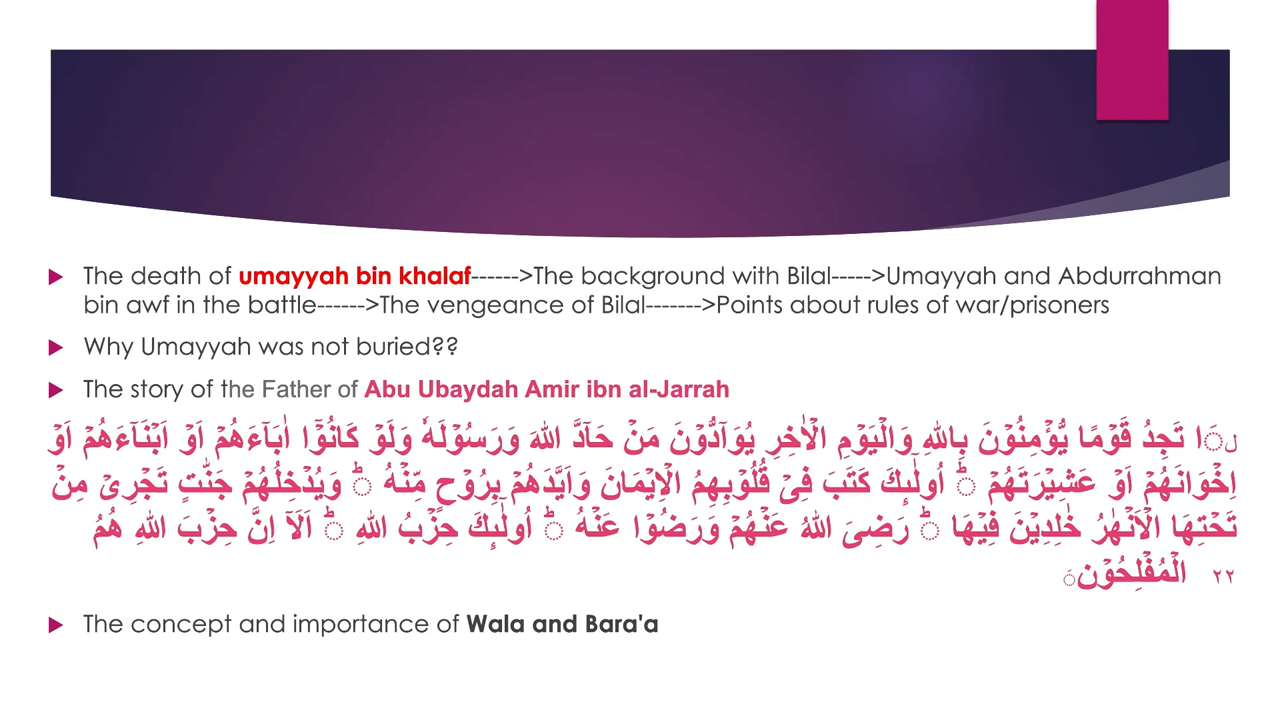 The death of umayyah bin khalaf------>The background with Bilal----->Umayyah and Abdurrahman
bin awf in the battle------>The vengeance of Bilal------->Points about rules of war/prisoners
Why Umayyah was not buried??
The story of the Father of Abu Ubaydah Amir ibn al-Jarrah
لَا تَجِدُ قَوْمًا يُّؤْمِنُوْنَ بِاللّٰهِ وَالْيَوْمِ الْاٰخِرِ يُوَآدُّوْنَ مَنْ حَآدَّ اللّٰهَ وَرَسُوْلَهٗ وَلَوْ كَانُوْٓا اٰبَآءَهُمْ اَوْ اَبْنَآءَهُمْ اَوْ
اِخْوَانَهُمْ اَوْ عَشِيْرَتَهُمْ ؕ اُولٰٓٮِٕكَ كَتَبَ فِىْ قُلُوْبِهِمُ الْاِيْمَانَ وَاَيَّدَهُمْ بِرُوْحٍ مِّنْهُ ؕ وَيُدْخِلُهُمْ جَنّٰتٍ تَجْرِىْ مِنْ
تَحْتِهَا الْاَنْهٰرُ خٰلِدِيْنَ فِيْهَا ؕ رَضِىَ اللّٰهُ عَنْهُمْ وَرَضُوْا عَنْهُ ؕ اُولٰٓٮِٕكَ حِزْبُ اللّٰهِ ؕ اَلَاۤ اِنَّ حِزْبَ اللّٰهِ هُمُ
الْمُفْلِحُوْنَ ٢٢
The concept and importance of Wala and Bara'a